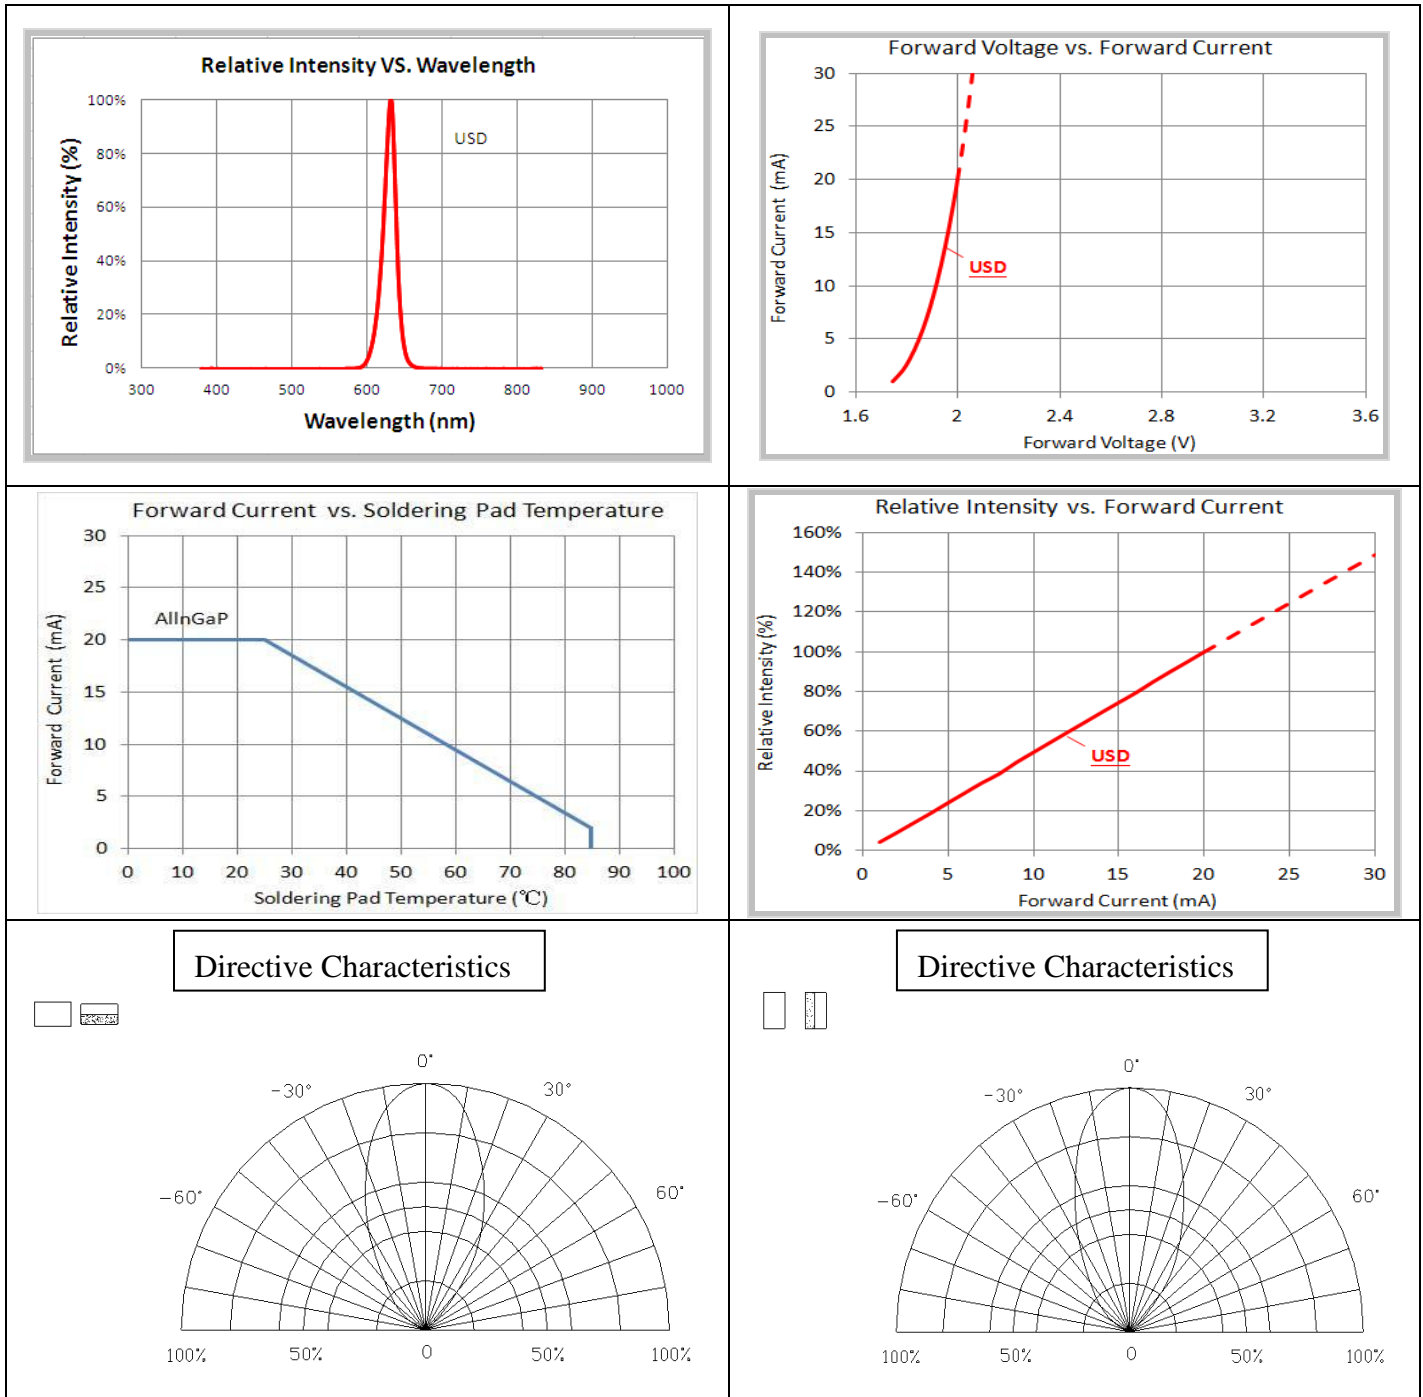 Relative Intensity VS. Wavelength
100%
80%
60%
40%
20%
0%
Relative Intensity (%)
USD
300 400 500 600 700 800 900 1000
Wavelength (nm)
Forward Voltage vs. Forward Current
30
25
20
15
10
5
0
Forward Current (mA)
USD
1.6 2 2.4 2.8 3.2 3.6
Forward Voltage (V)
Forward Current vs. Soldering Pad Temperature
30
25
20
15
10
5
0
Forward Current (mA)
AllnGaP
0 10 20 30 40 50 60 70 80 90 100
Soldering Pad Temperature (℃)
Relative Intensity vs. Forward Current
160%
140%
120%
100%
80%
60%
40%
20%
0%
Relative Intensity (%)
USD
0 5 10 15 20 25 30
Forward Current (mA)
Directive Characteristics
0°
-30° 30°
-60° 60°
100% 50% 0 50% 100%
Directive Characteristics
0°
-30° 30°
-60° 60°
100% 50% 0 50% 100%